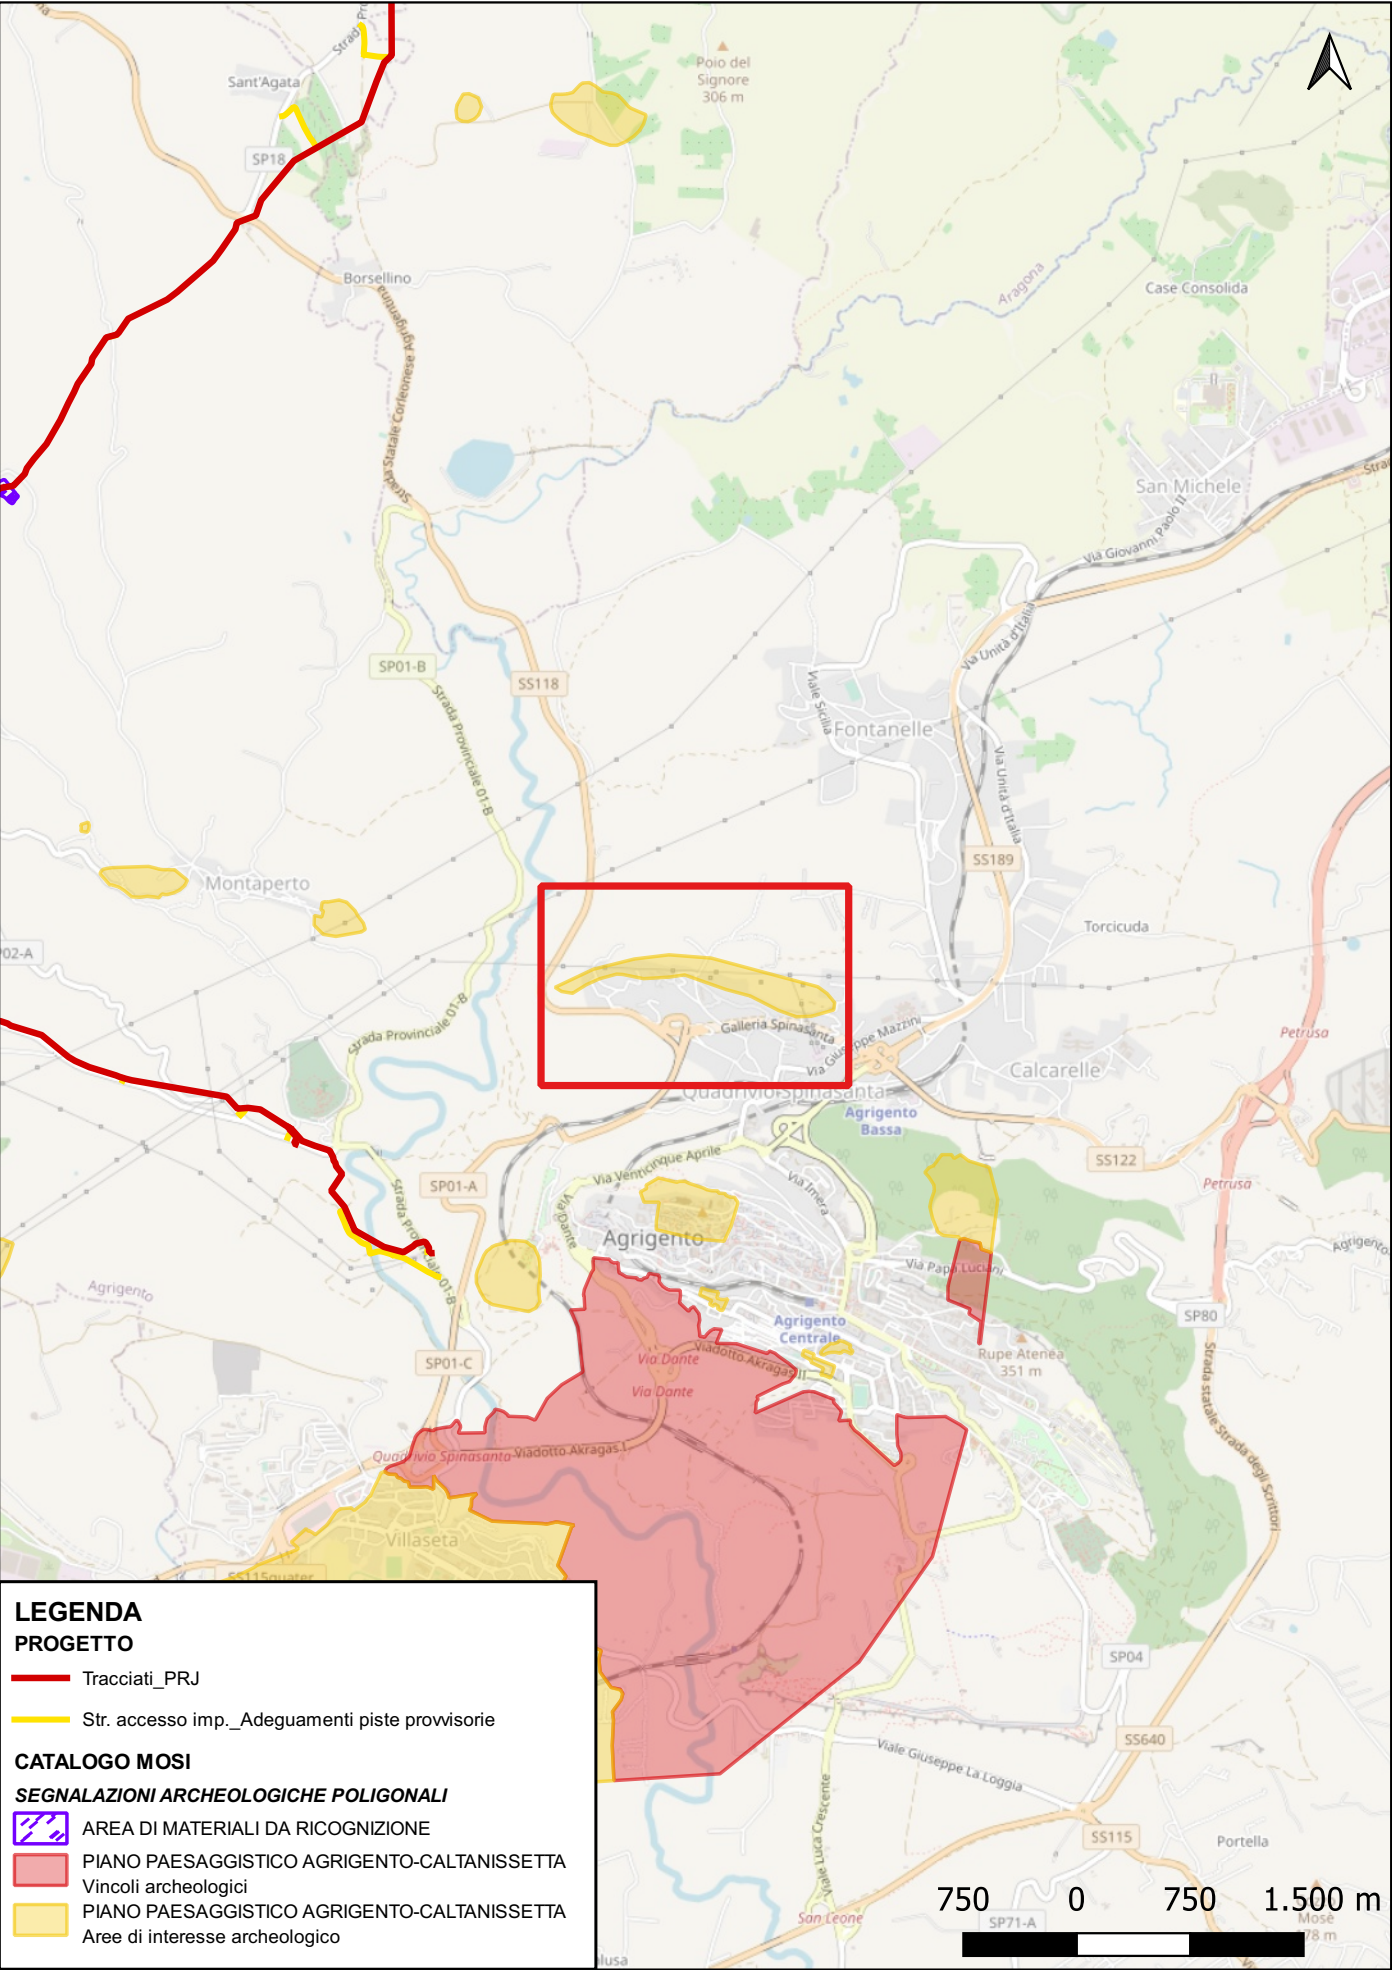 Sant'Agata
SP18
Poio del
Signore
306 m
Borsellino
Strada Statale Corleonese Agrigentina
Aragona
Case Consolida
San Michele
Via Giovanni Paolo II
Via Unità d'Italia
SP01-B
SS118
Strada Provinciale 01-B
Viale Sicilia
Fontanelle
Via Unità d'Italia
SS189
Montaperto
Torcicuda
Strada Provinciale 01-B
Galleria Spinasanta
Via Giuseppe Mazzini
Petrusa
Calcarelle
Quadrivio Spinasanta
Agrigento
Bassa
SS122
Via Venticinque Aprile
Via Imera
SP01-A
Via Dante
Petrusa
Agrigento
Via Papa Luciani
Agrigento
Agrigento
SP80
Agrigento
Centrale
Rupe Atenea
351 m
SP01-C
Via Dante
Viadotto Akragas II
Via Dante
Strada statale Strada degli Scrittori
Quadrivio Spinasanta
Viadotto Akragas I
Villaseta
SS115quater
SP04
SS640
Viale Giuseppe La Loggia
Viale Luca Crescente
SS115
Portella
San Leone
SP71-A
LEGENDA
PROGETTO
Tracciati_PRJ
Str. accesso imp._Adeguamenti piste provvisorie
CATALOGO MOSI
SEGNALAZIONI ARCHEOLOGICHE POLIGONALI
AREA DI MATERIALI DA RICOGNIZIONE
PIANO PAESAGGISTICO AGRIGENTO-CALTANISSETTA
Vincoli archeologici
PIANO PAESAGGISTICO AGRIGENTO-CALTANISSETTA
Aree di interesse archeologico
750 0 750 1.500 m